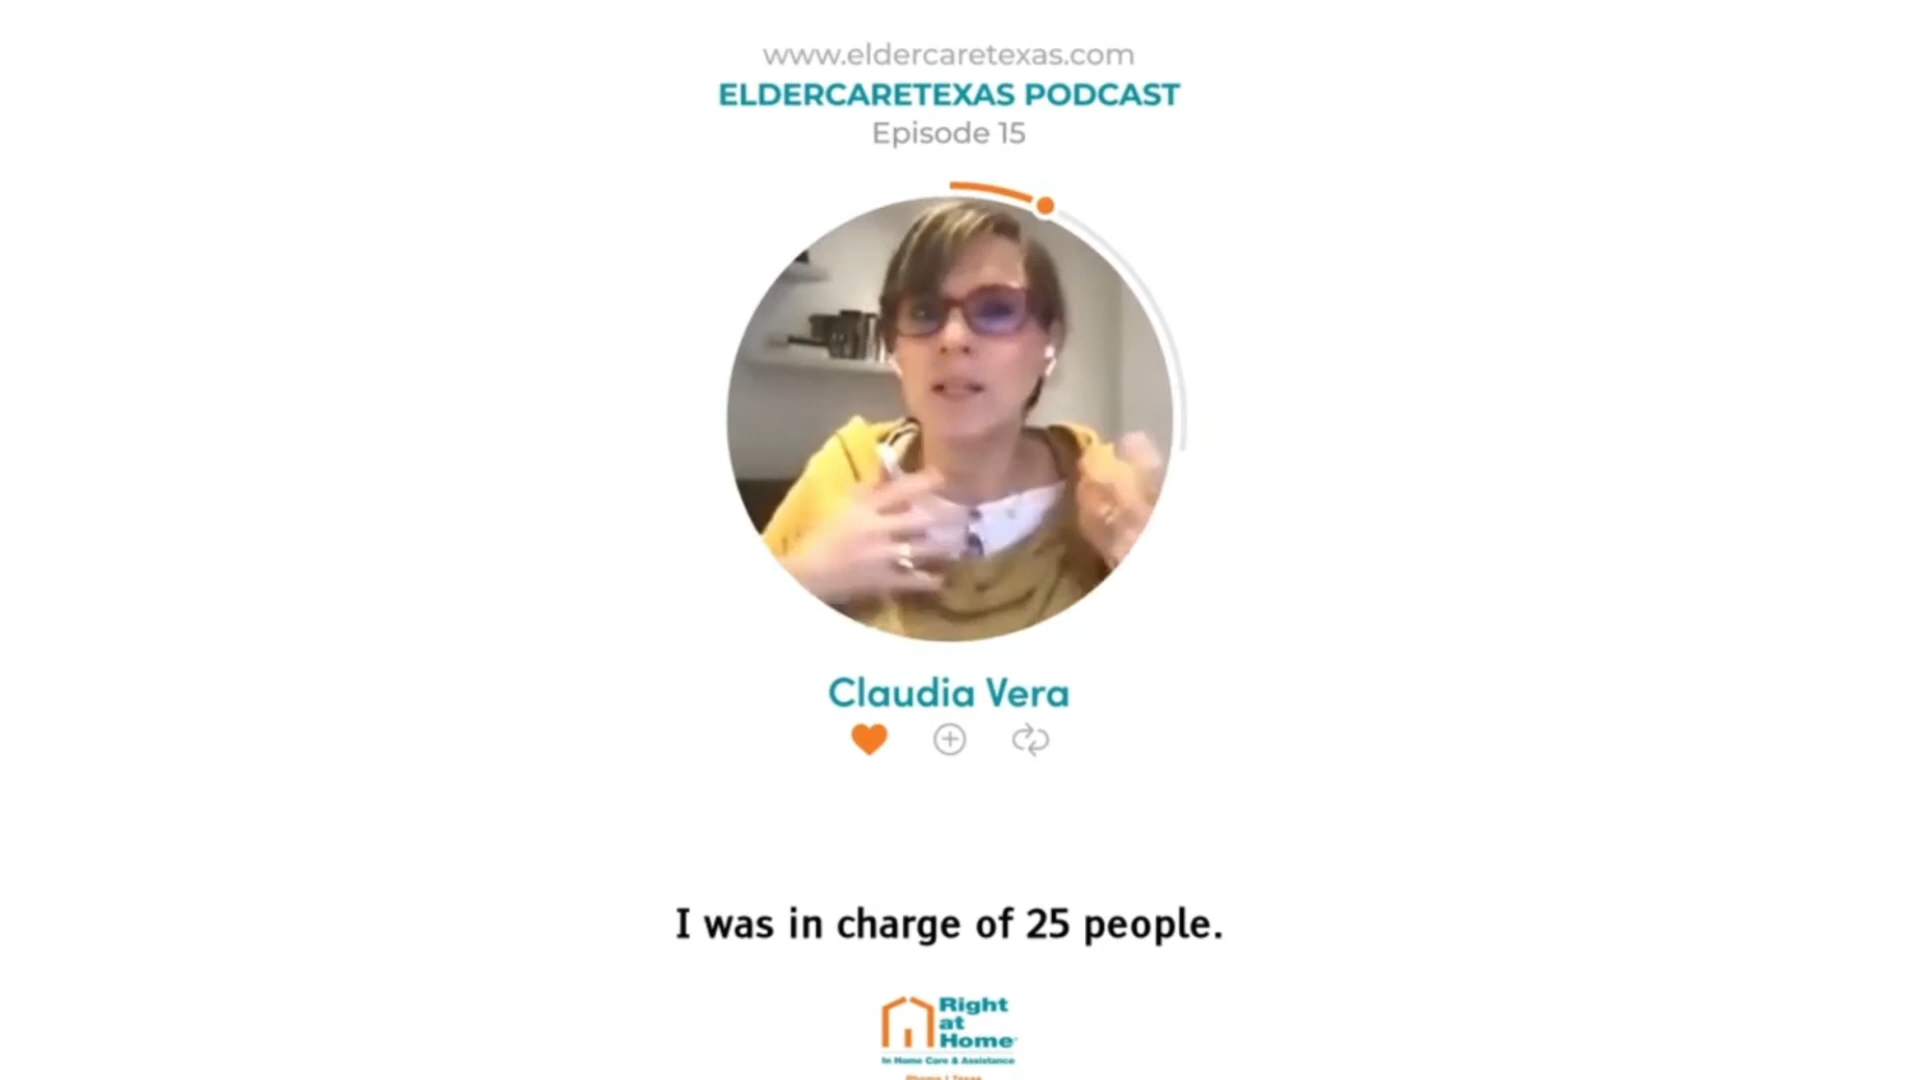 www.eldercaretexas.com
ELDERCARETEXAS PODCAST
Episode 15
Claudia Vera
I was in charge of 25 people.
Right
at
Home
In Home Care & Assistance